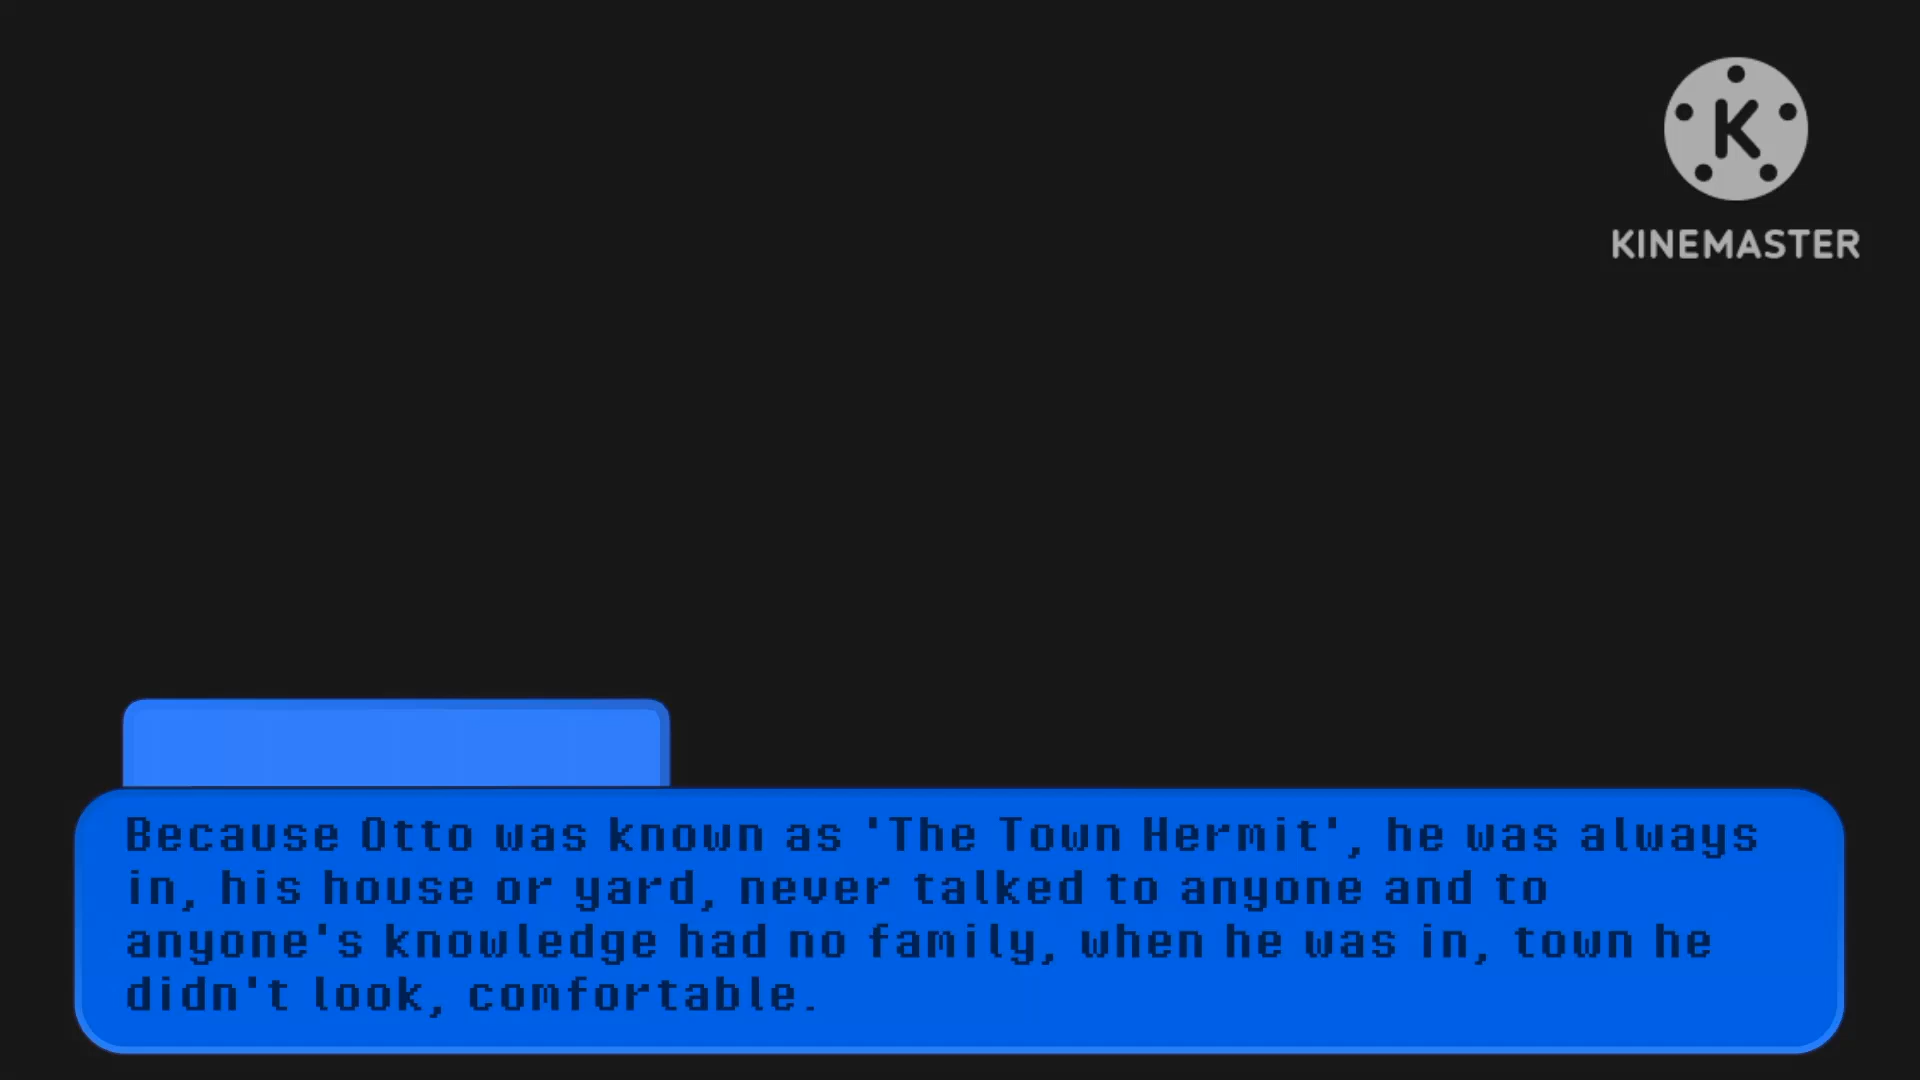 K
KINEMASTER
Because Otto was known as 'The Town Hermit', he was always
in, his house or yard, never talked to anyone and to
anyone's knowledge had no family, when he was in, town he
didn't look, comfortable.